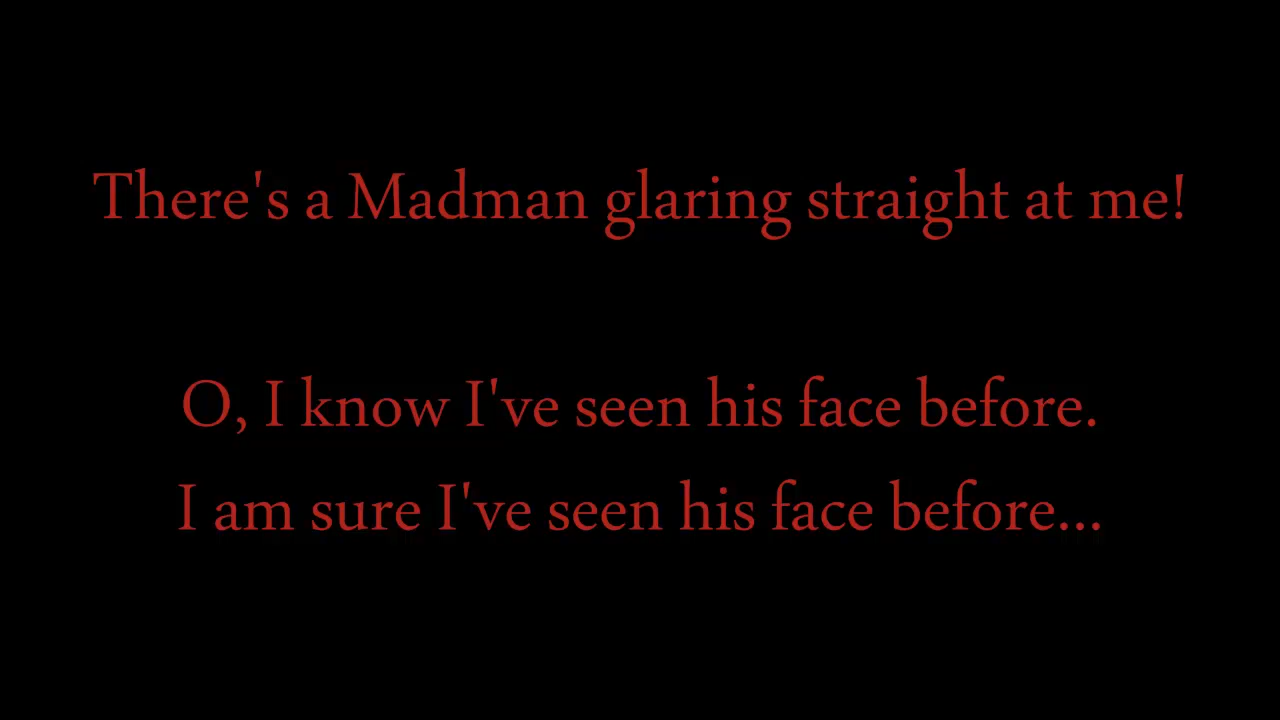 There's a Madman glaring straight at me!
O, I know I've seen his face before.
I am sure I've seen his face before...